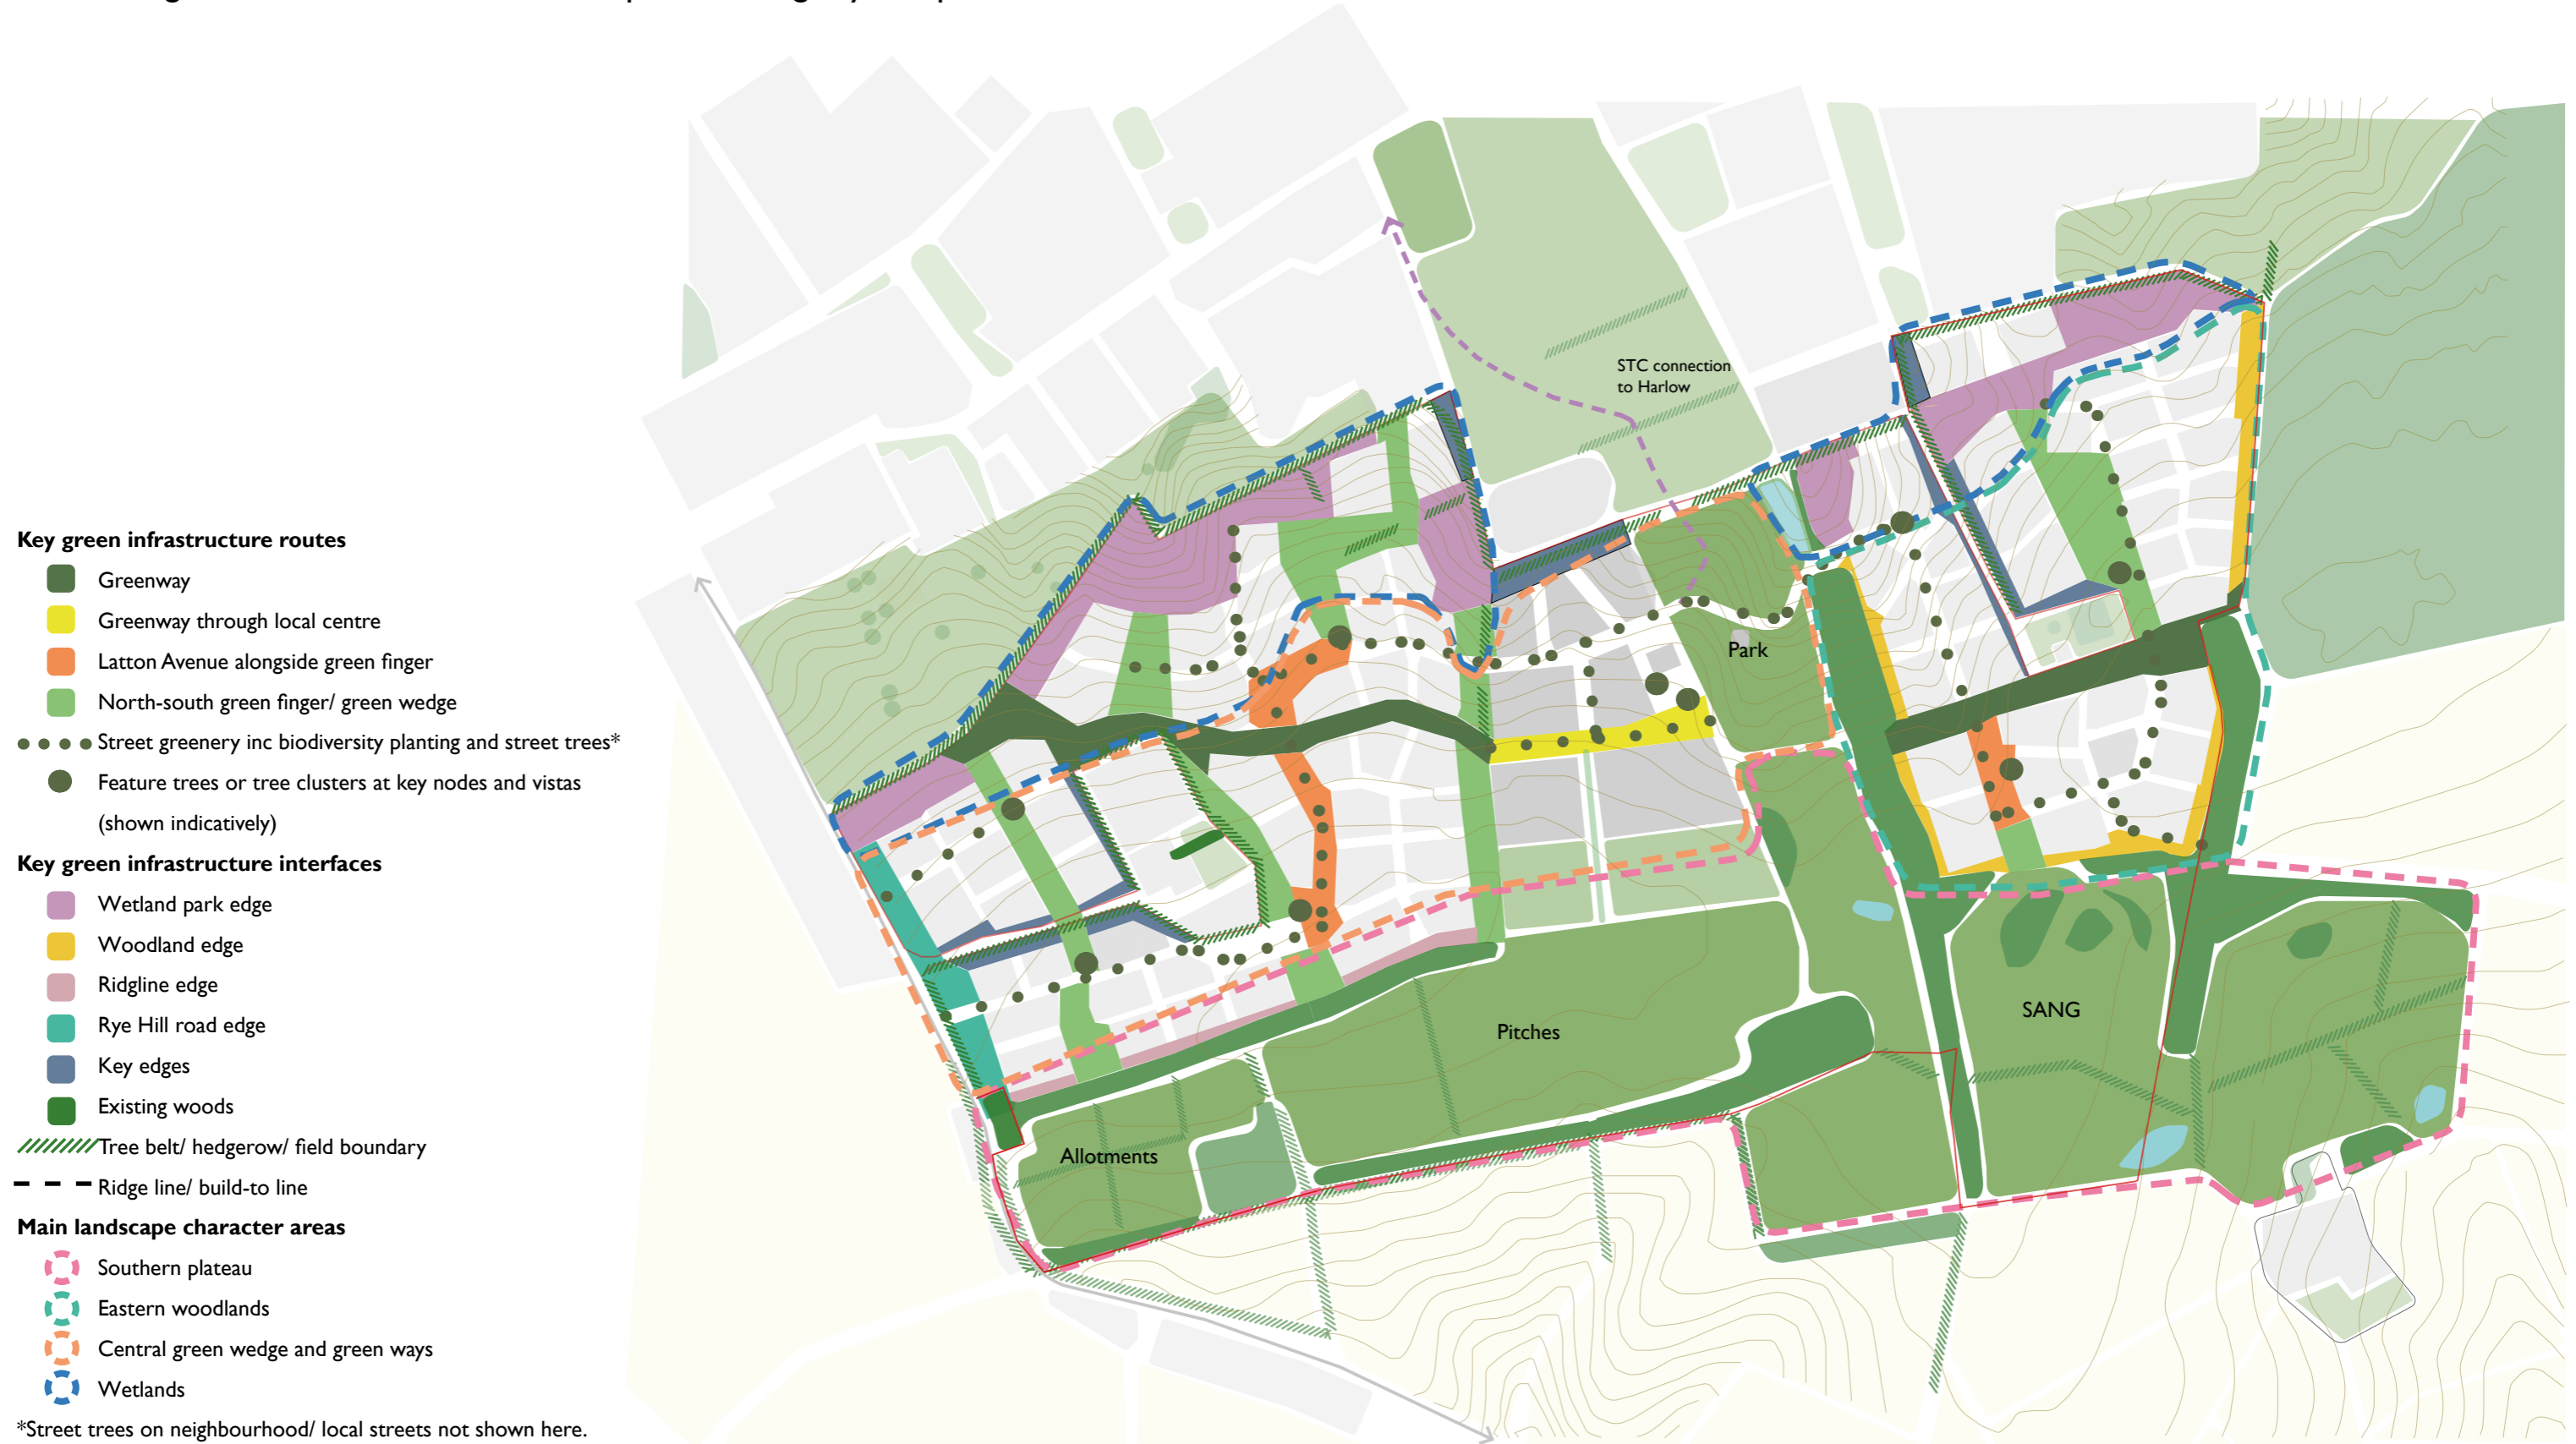 Key green infrastructure routes
Greenway
Greenway through local centre
Latton Avenue alongside green finger
North-south green finger/ green wedge
Street greenery inc biodiversity planting and street trees*
Feature trees or tree clusters at key nodes and vistas
(shown indicatively)
Key green infrastructure interfaces
Wetland park edge
Woodland edge
Ridgline edge
Rye Hill road edge
Key edges
Existing woods
Tree belt/ hedgerow/ field boundary
Ridge line/ build-to line
Main landscape character areas
Southern plateau
Eastern woodlands
Central green wedge and green ways
Wetlands
*Street trees on neighbourhood/ local streets not shown here.
STC connection
to Harlow
Park
Pitches
SANG
Allotments